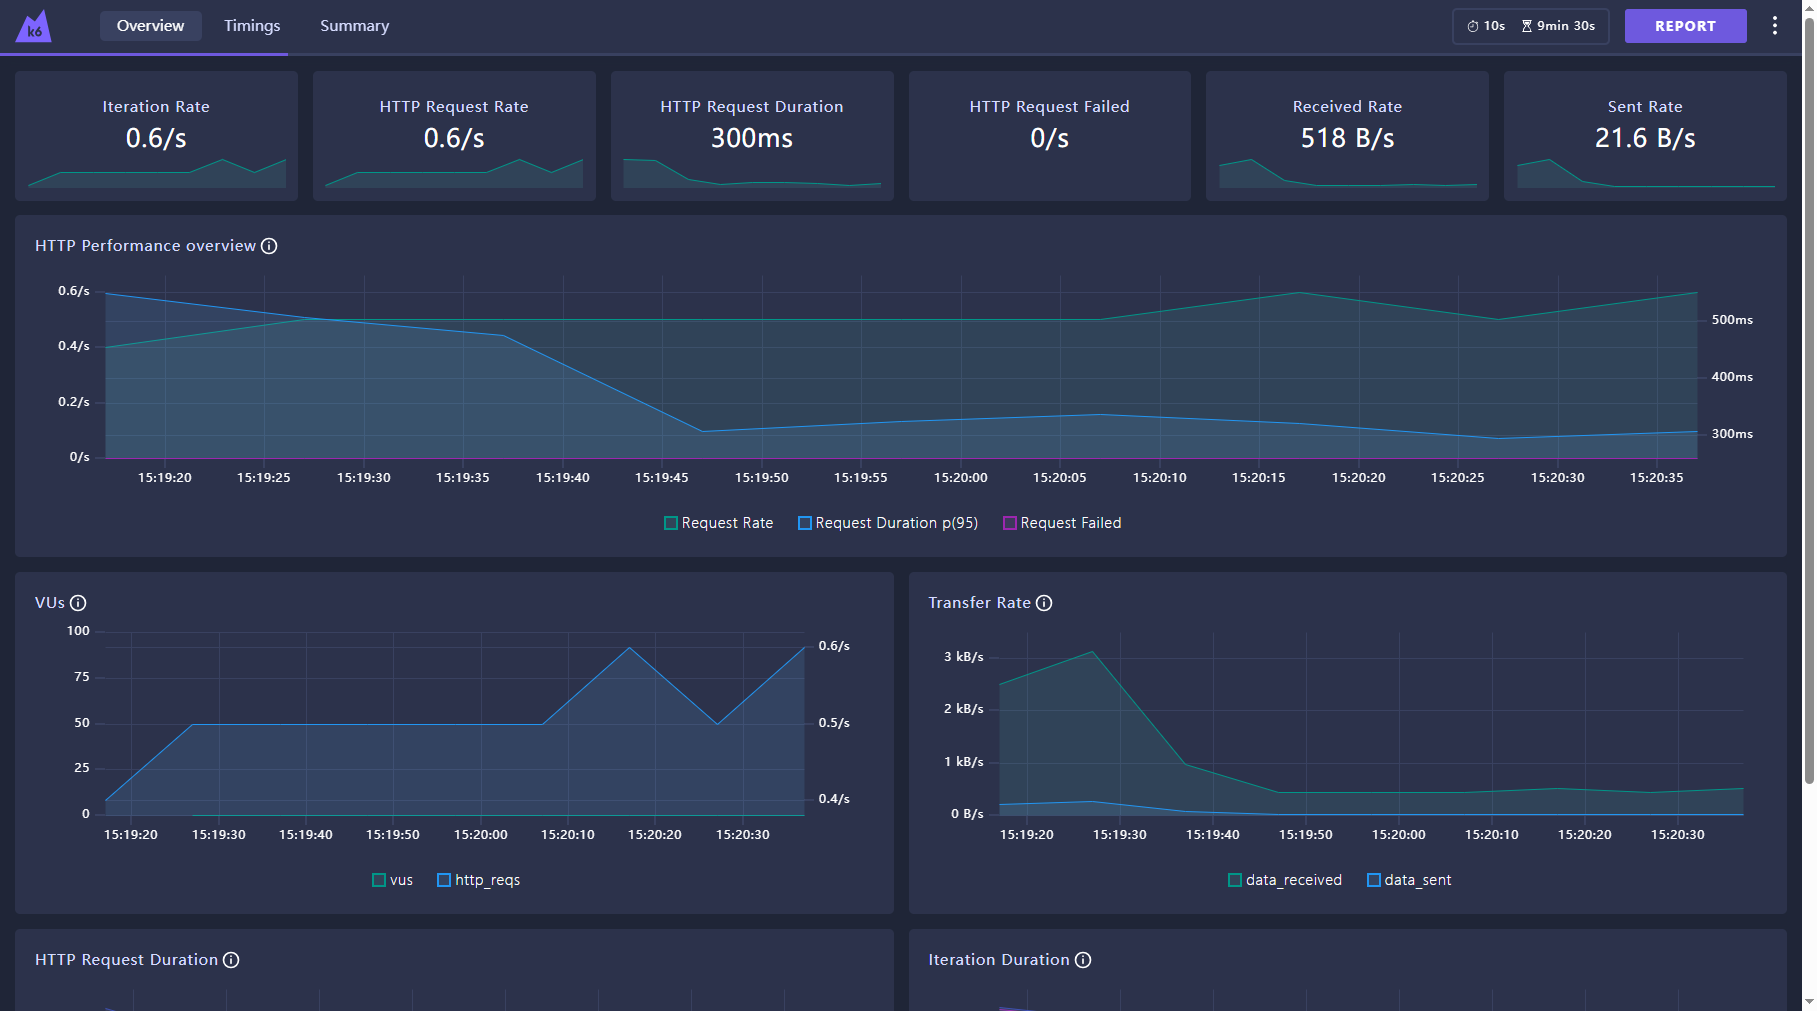 k6
Overview Timings Summary
10s 9min 30s
REPORT
Iteration Rate
0.6/s
HTTP Request Rate
0.6/s
HTTP Request Duration
300ms
HTTP Request Failed
0/s
Received Rate
518 B/s
Sent Rate
21.6 B/s
HTTP Performance overview
0.6/s
0.4/s
0.2/s
0/s
500ms
400ms
300ms
15:19:20 15:19:25 15:19:30 15:19:35 15:19:40 15:19:45 15:19:50 15:19:55 15:20:00 15:20:05 15:20:10 15:20:15 15:20:20 15:20:25 15:20:30 15:20:35
Request Rate Request Duration p(95) Request Failed
VUs
100
75
50
25
0
0.6/s
0.5/s
0.4/s
15:19:20 15:19:30 15:19:40 15:19:50 15:20:00 15:20:10 15:20:20 15:20:30
vus http_reqs
Transfer Rate
3 kB/s
2 kB/s
1 kB/s
0 B/s
15:19:20 15:19:30 15:19:40 15:19:50 15:20:00 15:20:10 15:20:20 15:20:30
data_received data_sent
HTTP Request Duration
Iteration Duration